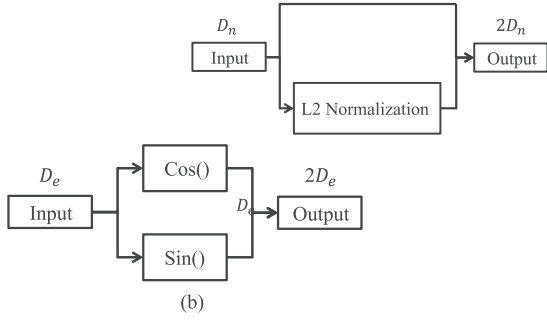 D_n
2D_n
Input
Output
L2 Normalization
Cos()
D_e
2D_e
Input
D_e
Output
Sin()
(b)